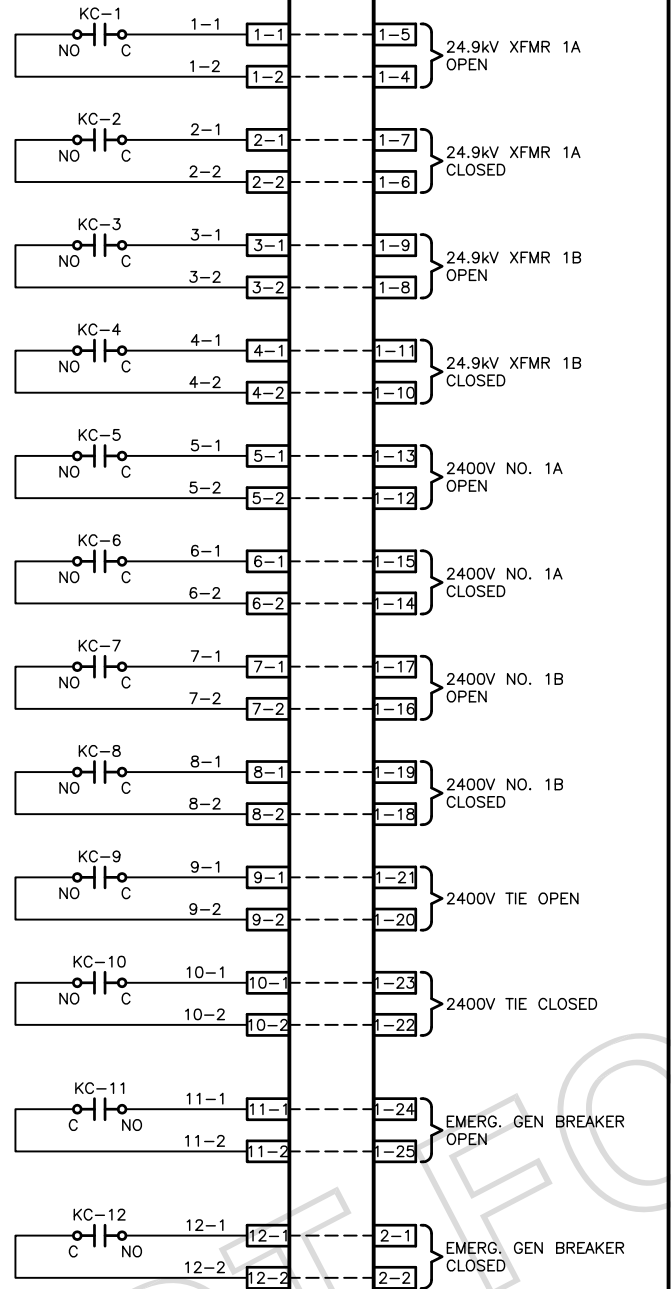 KC-1
NO C 1-1 1-1 1-5 24.9kV XFMR 1A
1-2 1-2 1-4 OPEN
KC-2
NO C 2-1 2-1 1-7 24.9kV XFMR 1A
2-2 2-2 1-6 CLOSED
KC-3
NO C 3-1 3-1 1-9 24.9kV XFMR 1B
3-2 3-2 1-8 OPEN
KC-4
NO C 4-1 4-1 1-11 24.9kV XFMR 1B
4-2 4-2 1-10 CLOSED
KC-5
NO C 5-1 5-1 1-13 2400V NO. 1A
5-2 5-2 1-12 OPEN
KC-6
NO C 6-1 6-1 1-15 2400V NO. 1A
6-2 6-2 1-14 CLOSED
KC-7
NO C 7-1 7-1 1-17 2400V NO. 1B
7-2 7-2 1-16 OPEN
KC-8
NO C 8-1 8-1 1-19 2400V NO. 1B
8-2 8-2 1-18 CLOSED
KC-9
NO C 9-1 9-1 1-21 2400V TIE OPEN
9-2 9-2 1-20
KC-10
NO C 10-1 10-1 1-23 2400V TIE CLOSED
10-2 10-2 1-22
KC-11
C NO 11-1 11-1 1-24 EMERG. GEN BREAKER
11-2 11-2 1-25 OPEN
KC-12
C NO 12-1 12-1 2-1 EMERG. GEN BREAKER
12-2 12-2 2-2 CLOSED